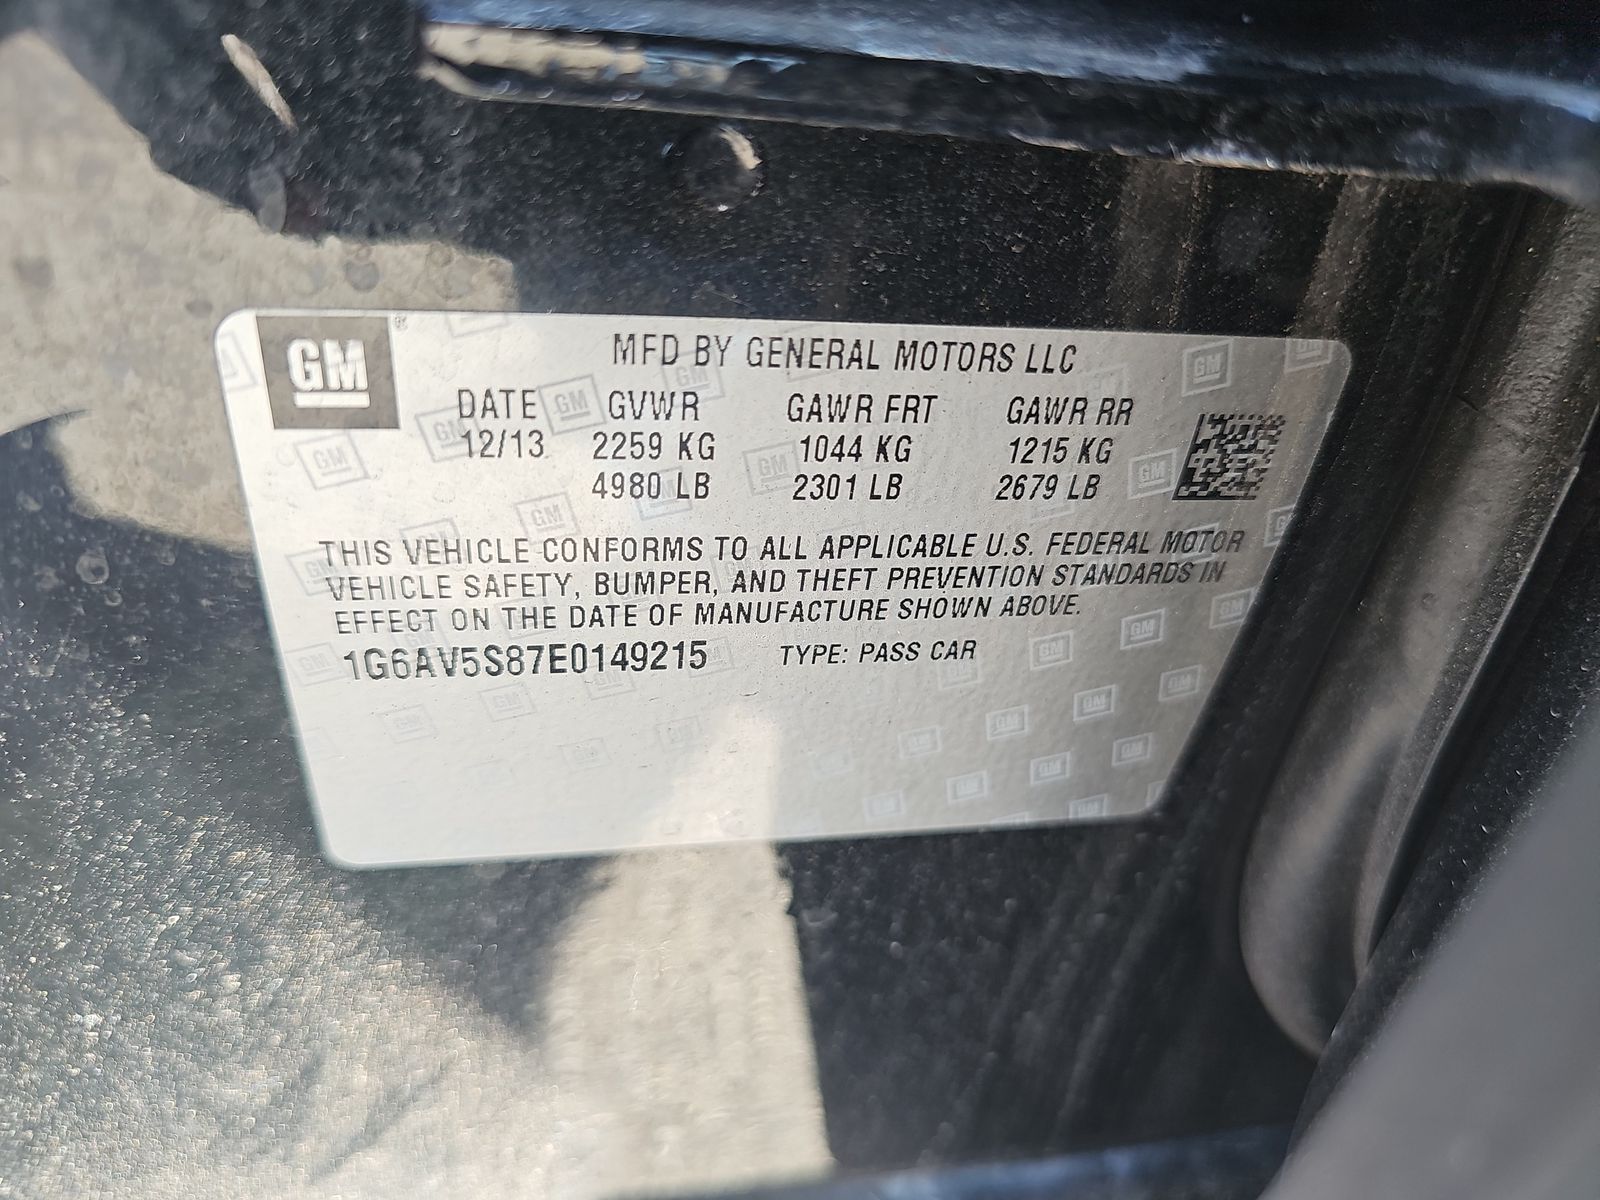 GM ®
MFD BY GENERAL MOTORS LLC
DATE GVWR GAWR FRT GAWR RR
12/13 2259 KG 1044 KG 1215 KG
4980 LB 2301 LB 2679 LB
THIS VEHICLE CONFORMS TO ALL APPLICABLE U.S. FEDERAL MOTOR
VEHICLE SAFETY, BUMPER, AND THEFT PREVENTION STANDARDS IN
EFFECT ON THE DATE OF MANUFACTURE SHOWN ABOVE.
1G6AV5S87E0149215 TYPE: PASS CAR